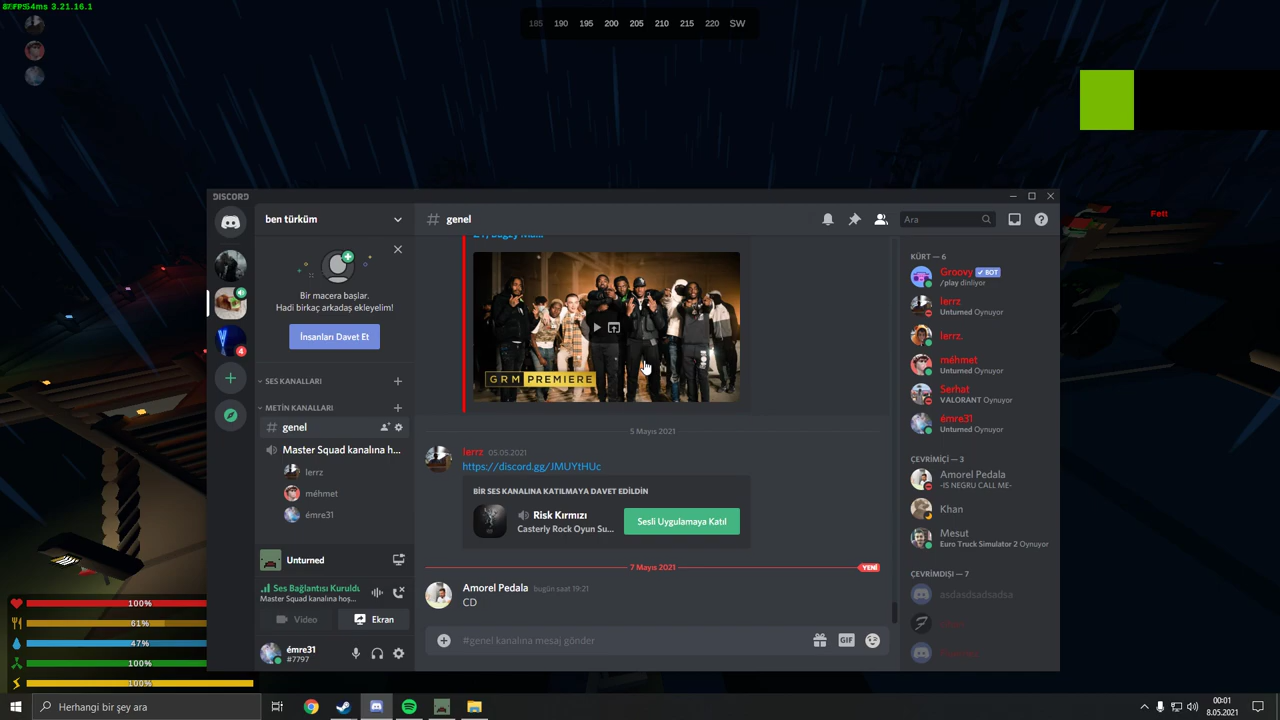 3.21.16.1
185 190 195 200 205 210 215 220 SW
Fett
DISCORD
ben türküm
genel
Ara
Bir macera başlar.
Hadi birkaç arkadaş ekleyelim!
İnsanları Davet Et
SES KANALLARI
METİN KANALLARI
genel
Master Squad kanalına h...
lerrz
méhmet
émre31
Unturned
Ses Bağlantısı Kuruldu
Master Squad kanalına hoş...
Video
Ekran
émre31
#7797
GRM PREMIERE
5 Mayıs 2021
lerrz 05.05.2021
https://discord.gg/JMUYtHUc
BİR SES KANALINA KATILMAYA DAVET EDİLDİN
Risk Kırmızı
Casterly Rock Oyun Su...
Sesli Uygulamaya Katıl
7 Mayıs 2021
YENİ
Amorel Pedala bugün saat 19:21
CD
#genel kanalına mesaj gönder
GIF
KÜRT — 6
Groovy BOT
/play dinliyor
lerrz
Unturned Oynuyor
lerrz.
méhmet
Unturned Oynuyor
Serhat
VALORANT Oynuyor
émre31
Unturned Oynuyor
ÇEVRİMİÇİ — 3
Amorel Pedala
-IS NEGRU CALL ME-
Khan
Mesut
Euro Truck Simulator 2 Oynuyor
ÇEVRİMDIŞI — 7
asdasdsadsadsa
4
100%
61%
47%
100%
100%
Herhangi bir şey ara
00:01
8.05.2021